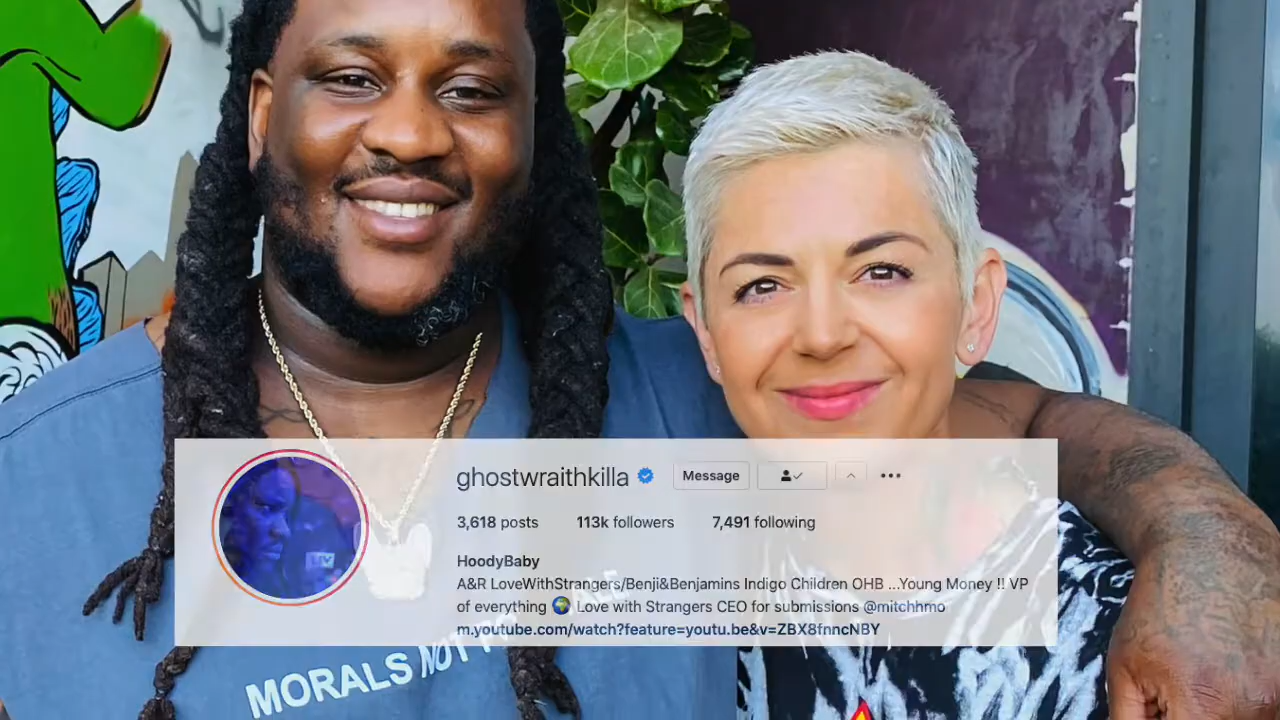 ghostwraithkilla
Message
3,618 posts 113k followers 7,491 following
HoodyBaby
A&R LoveWithStrangers/Benji&Benjamins Indigo Children OHB ...Young Money !! VP
of everything 🌍 Love with Strangers CEO for submissions @mitchhmo
m.youtube.com/watch?feature=youtu.be&v=ZBX8fnncNBY
MORALS